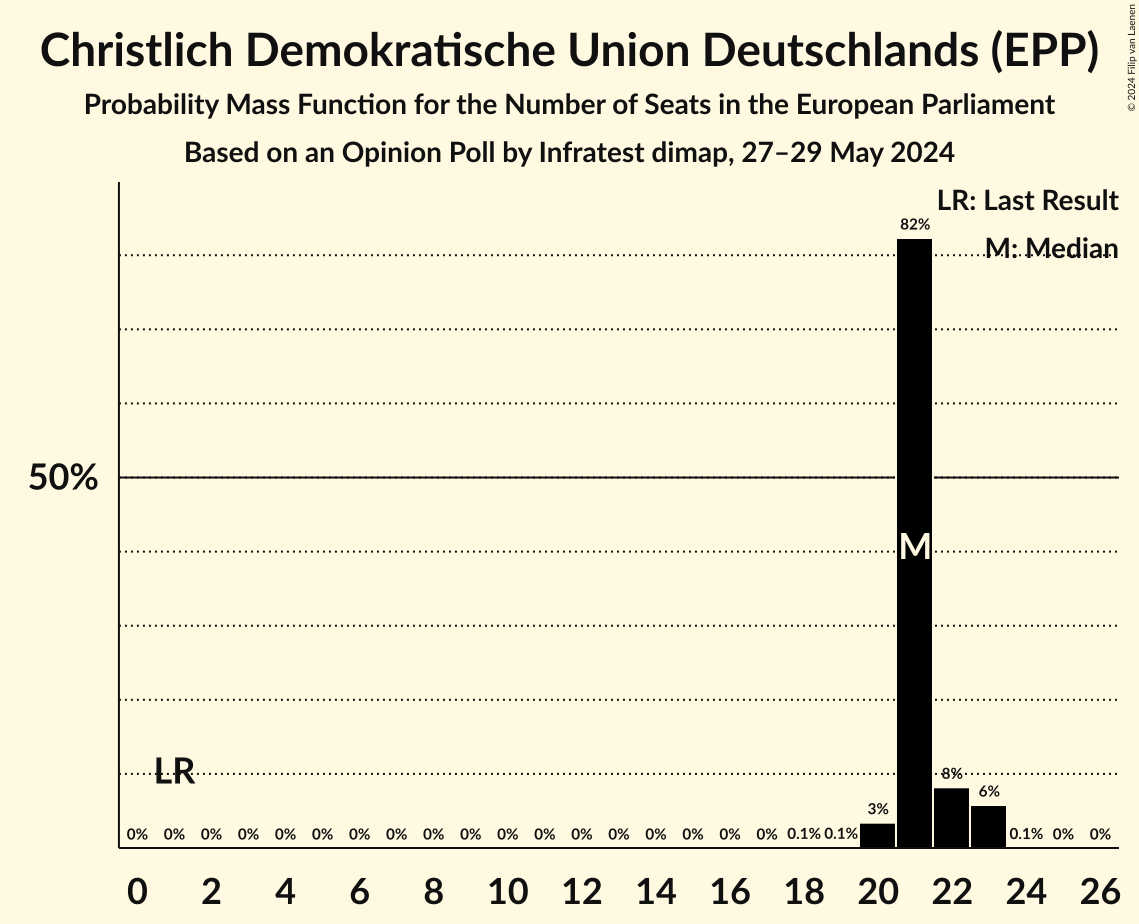 Christlich Demokratische Union Deutschlands (EPP)
Probability Mass Function for the Number of Seats in the European Parliament
Based on an Opinion Poll by Infratest dimap, 27–29 May 2024
© 2024 Filip van Laenen
LR: Last Result
M: Median
82%
50%
M
LR
8%
6%
3%
0% 0% 0% 0% 0% 0% 0% 0% 0% 0% 0% 0% 0% 0% 0% 0% 0% 0% 0.1% 0.1% 0.1% 0% 0%
0 2 4 6 8 10 12 14 16 18 20 22 24 26